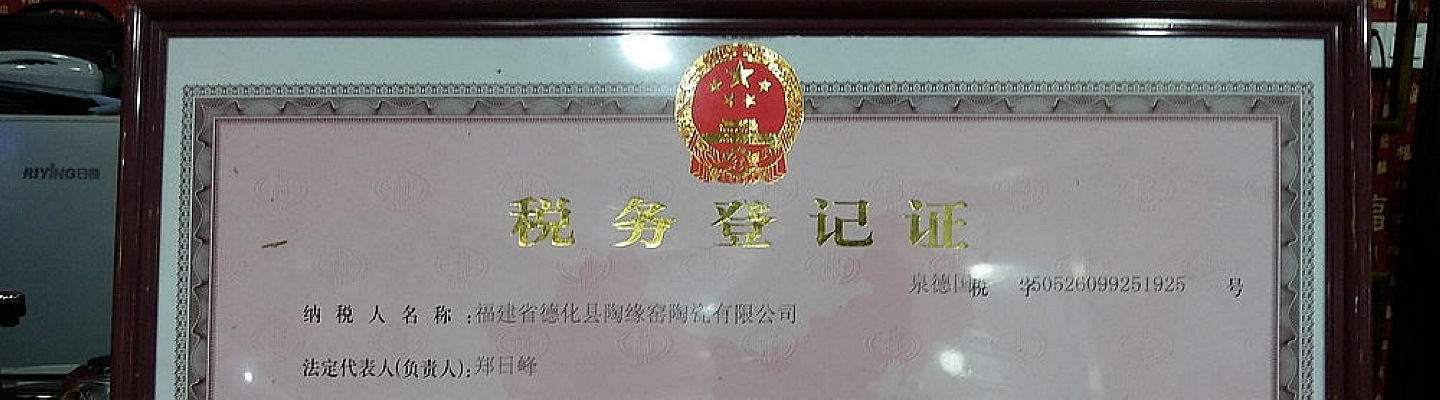 RIYING日鹰
税务登记证
泉德国税 字350526099251925 号
纳税人名称:福建省德化县陶缘窑陶瓷有限公司
法定代表人(负责人):郑日峰
福